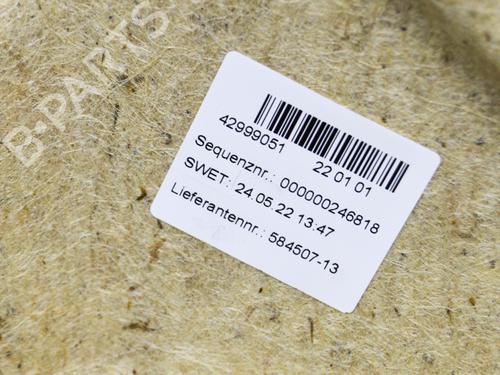 B-PARTS
42999051 22 01 01
Sequenznr.: 000000246818
SWET: 24.05.22 13:47
Lieferantennr.: 584507-13